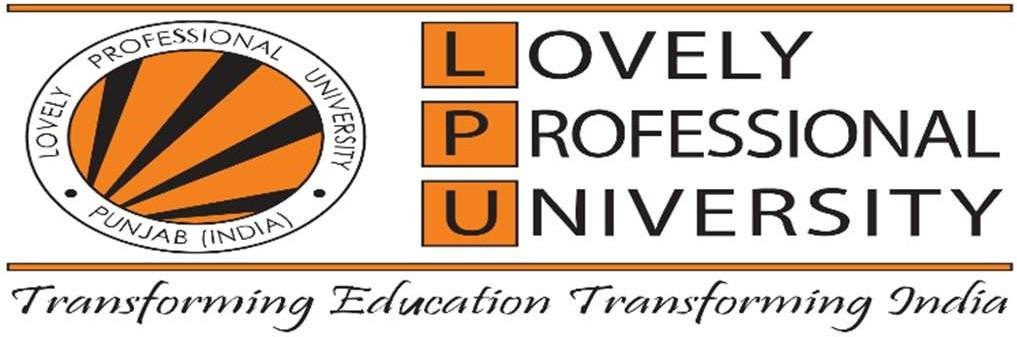 LOVELY PROFESSIONAL UNIVERSITY
PUNJAB (INDIA)
LOVELY
PROFESSIONAL
UNIVERSITY
Transforming Education Transforming India